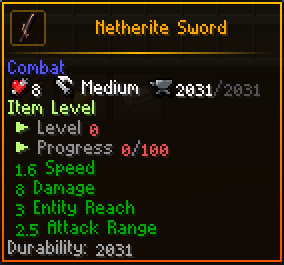 Netherite Sword
Combat
8 Medium 2031/2031
Item Level
Level 0
Progress 0/100
1.6 Speed
8 Damage
3 Entity Reach
2.5 Attack Range
Durability: 2031